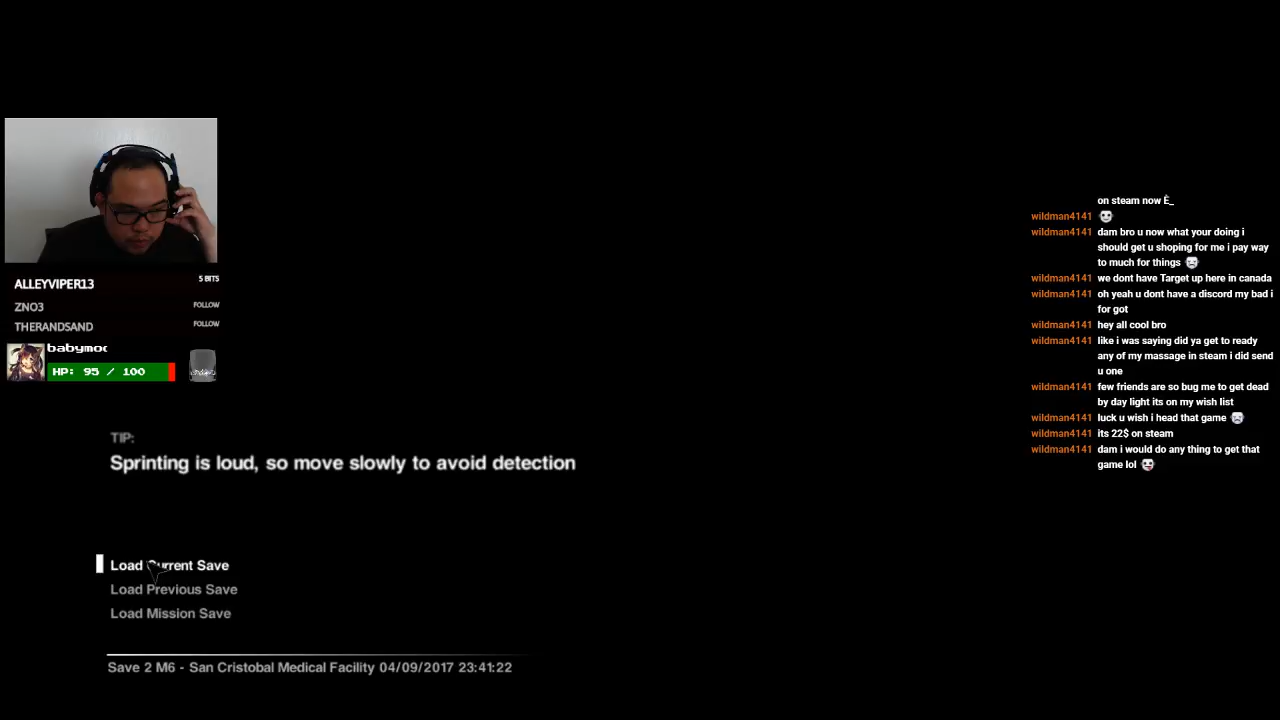 ALLEYVIPER13 5 BITS
ZNO3 FOLLOW
THERANDSAND FOLLOW
babymoc
HP: 95 / 100
TIP:
Sprinting is loud, so move slowly to avoid detection
Load Current Save
Load Previous Save
Load Mission Save
Save 2 M6 - San Cristobal Medical Facility 04/09/2017 23:41:22
on steam now È_
wildman4141
wildman4141 dam bro u now what your doing i
should get u shoping for me i pay way
to much for things
wildman4141 we dont have Target up here in canada
wildman4141 oh yeah u dont have a discord my bad i
for got
wildman4141 hey all cool bro
wildman4141 like i was saying did ya get to ready
any of my massage in steam i did send
u one
wildman4141 few friends are so bug me to get dead
by day light its on my wish list
wildman4141 luck u wish i head that game
wildman4141 its 22$ on steam
wildman4141 dam i would do any thing to get that
game lol